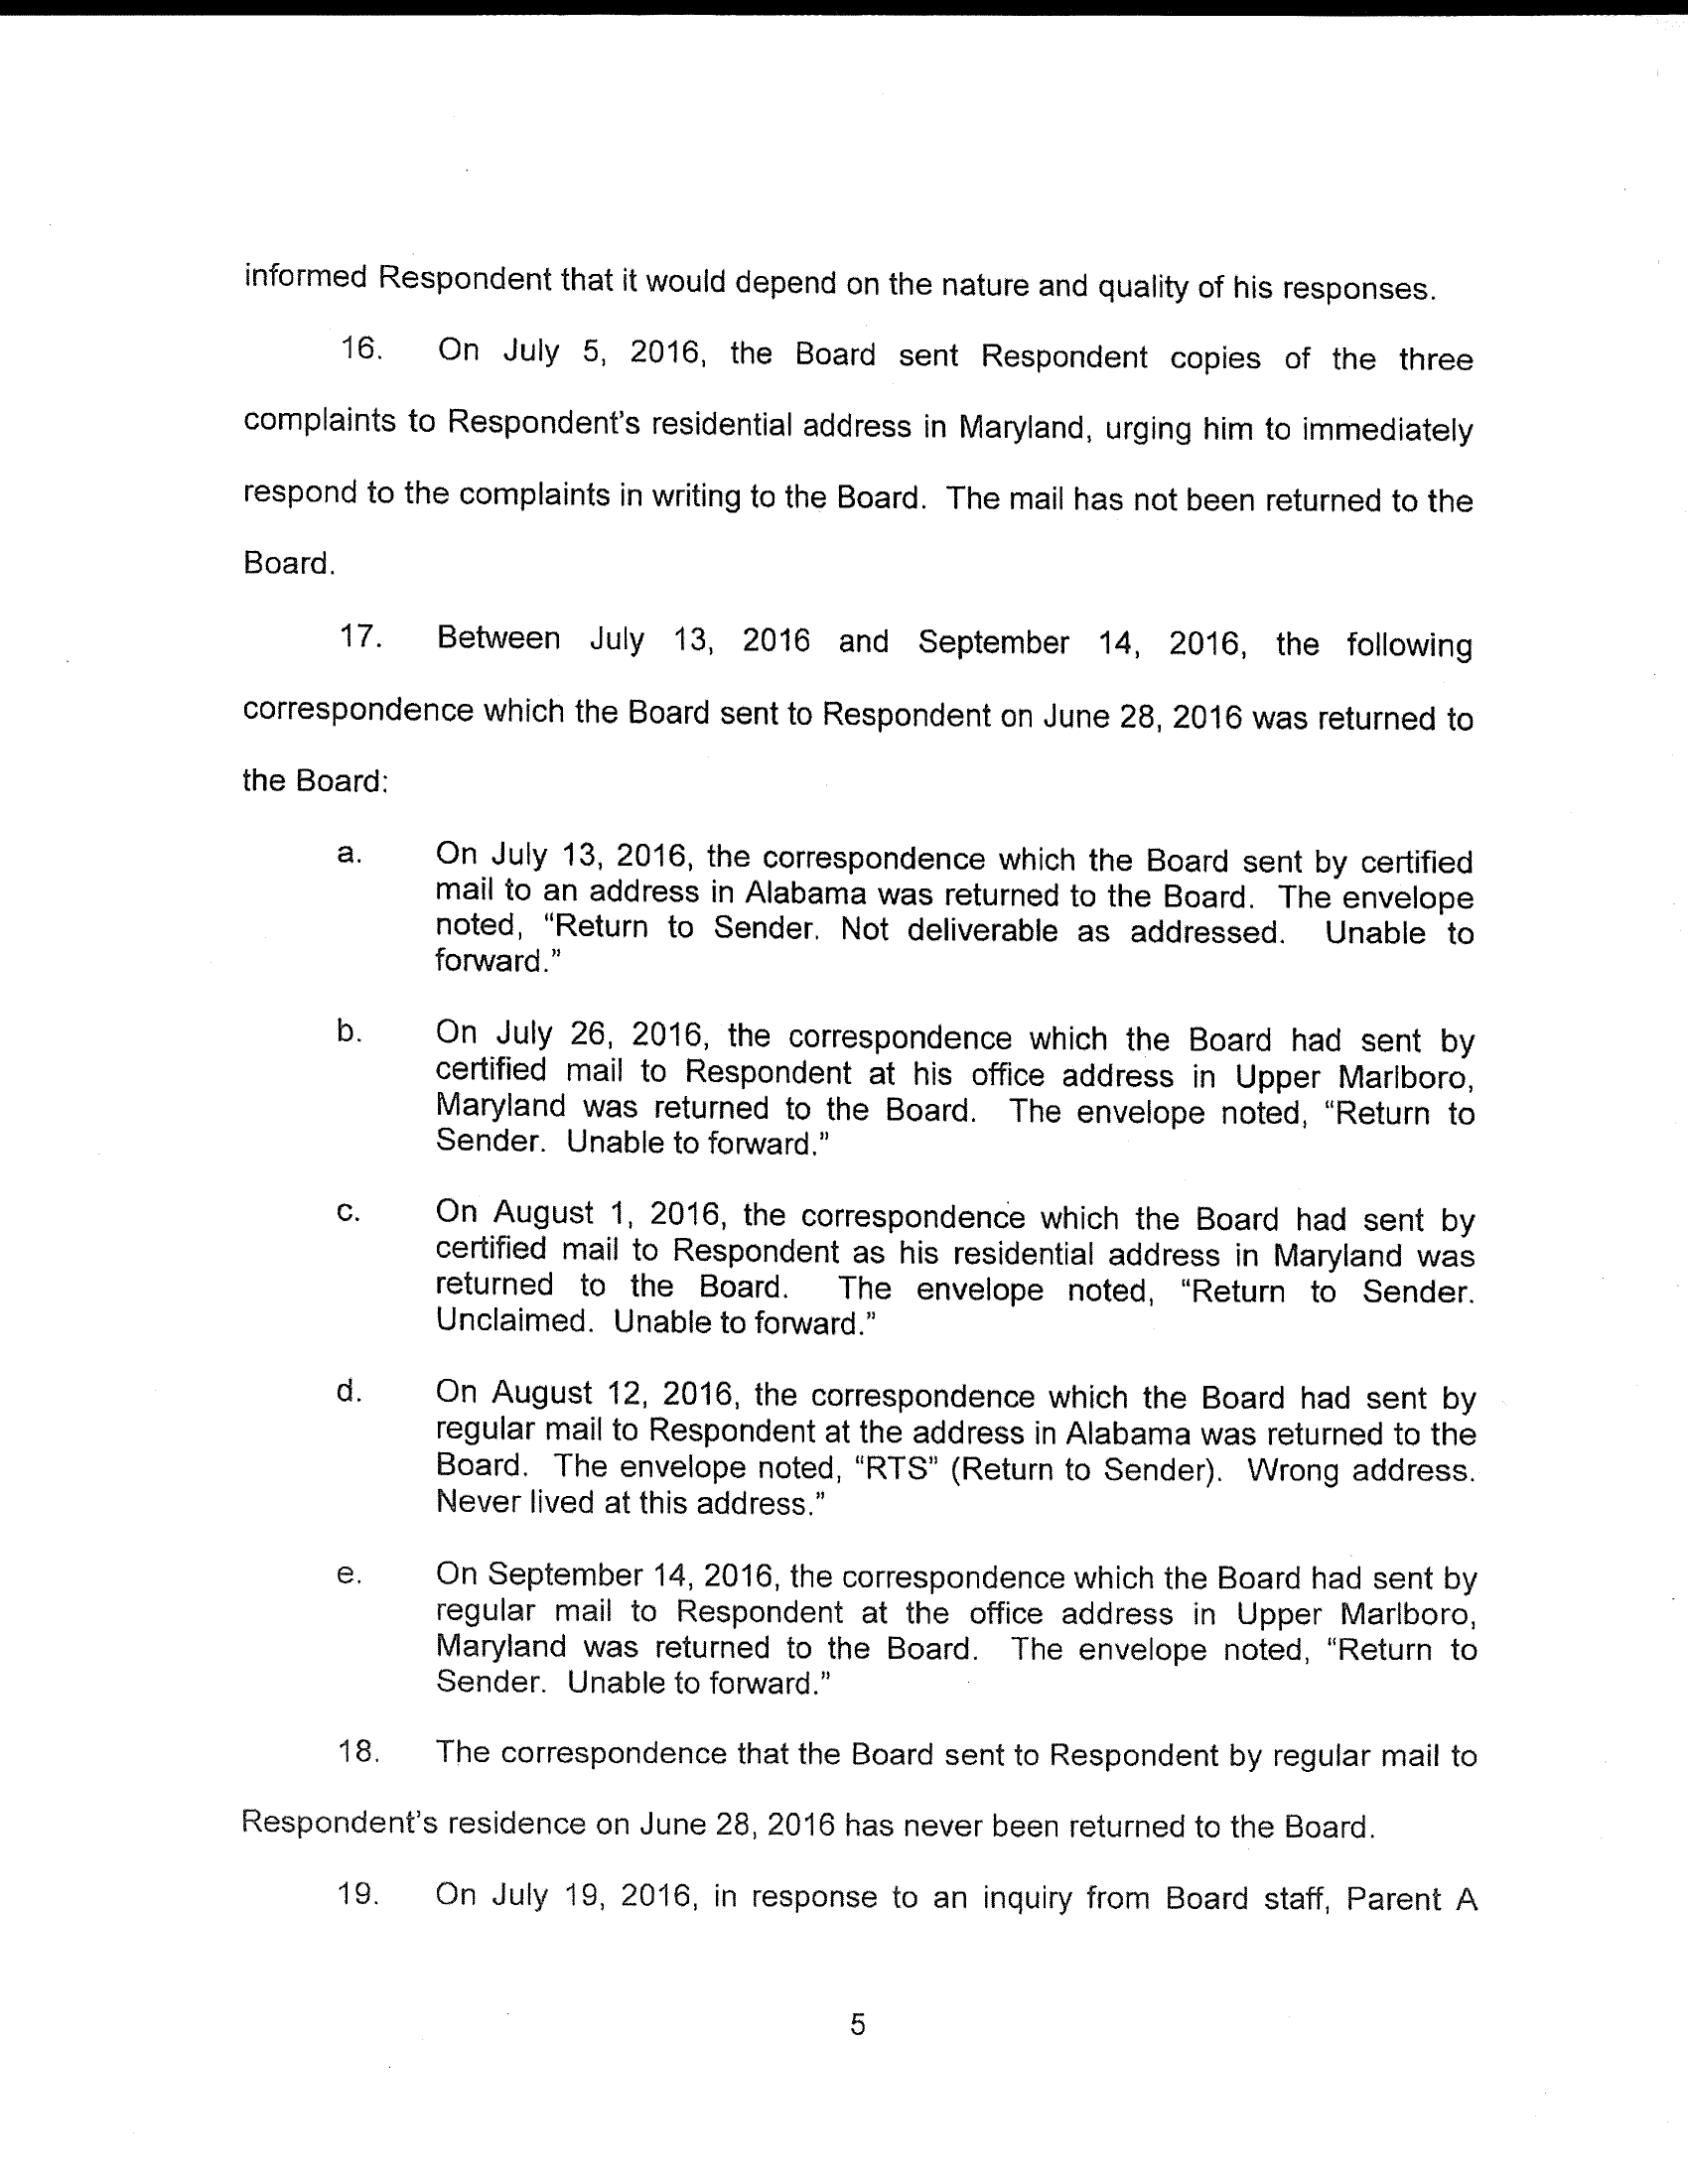 informed Respondent that it would depend on the nature and quality of his responses.
16. On July 5, 2016, the Board sent Respondent copies of the three
complaints to Respondent's residential address in Maryland, urging him to immediately
respond to the complaints in writing to the Board. The mail has not been returned to the
Board.
17. Between July 13, 2016 and September 14, 2016, the following
correspondence which the Board sent to Respondent on June 28, 2016 was returned to
the Board:
a. On July 13, 2016, the correspondence which the Board sent by certified
mail to an address in Alabama was returned to the Board. The envelope
noted, “Return to Sender. Not deliverable as addressed. Unable to
forward.”
b. On July 26, 2016, the correspondence which the Board had sent by
certified mail to Respondent at his office address in Upper Marlboro,
Maryland was returned to the Board. The envelope noted, “Return to
Sender. Unable to forward.”
c. On August 1, 2016, the correspondence which the Board had sent by
certified mail to Respondent as his residential address in Maryland was
returned to the Board. The envelope noted, “Return to Sender.
Unclaimed. Unable to forward.”
d. On August 12, 2016, the correspondence which the Board had sent by
regular mail to Respondent at the address in Alabama was returned to the
Board. The envelope noted, “RTS” (Return to Sender). Wrong address.
Never lived at this address.”
e. On September 14, 2016, the correspondence which the Board had sent by
regular mail to Respondent at the office address in Upper Marlboro,
Maryland was returned to the Board. The envelope noted, “Return to
Sender. Unable to forward.”
18. The correspondence that the Board sent to Respondent by regular mail to
Respondent's residence on June 28, 2016 has never been returned to the Board.
19. On July 19, 2016, in response to an inquiry from Board staff, Parent A
5